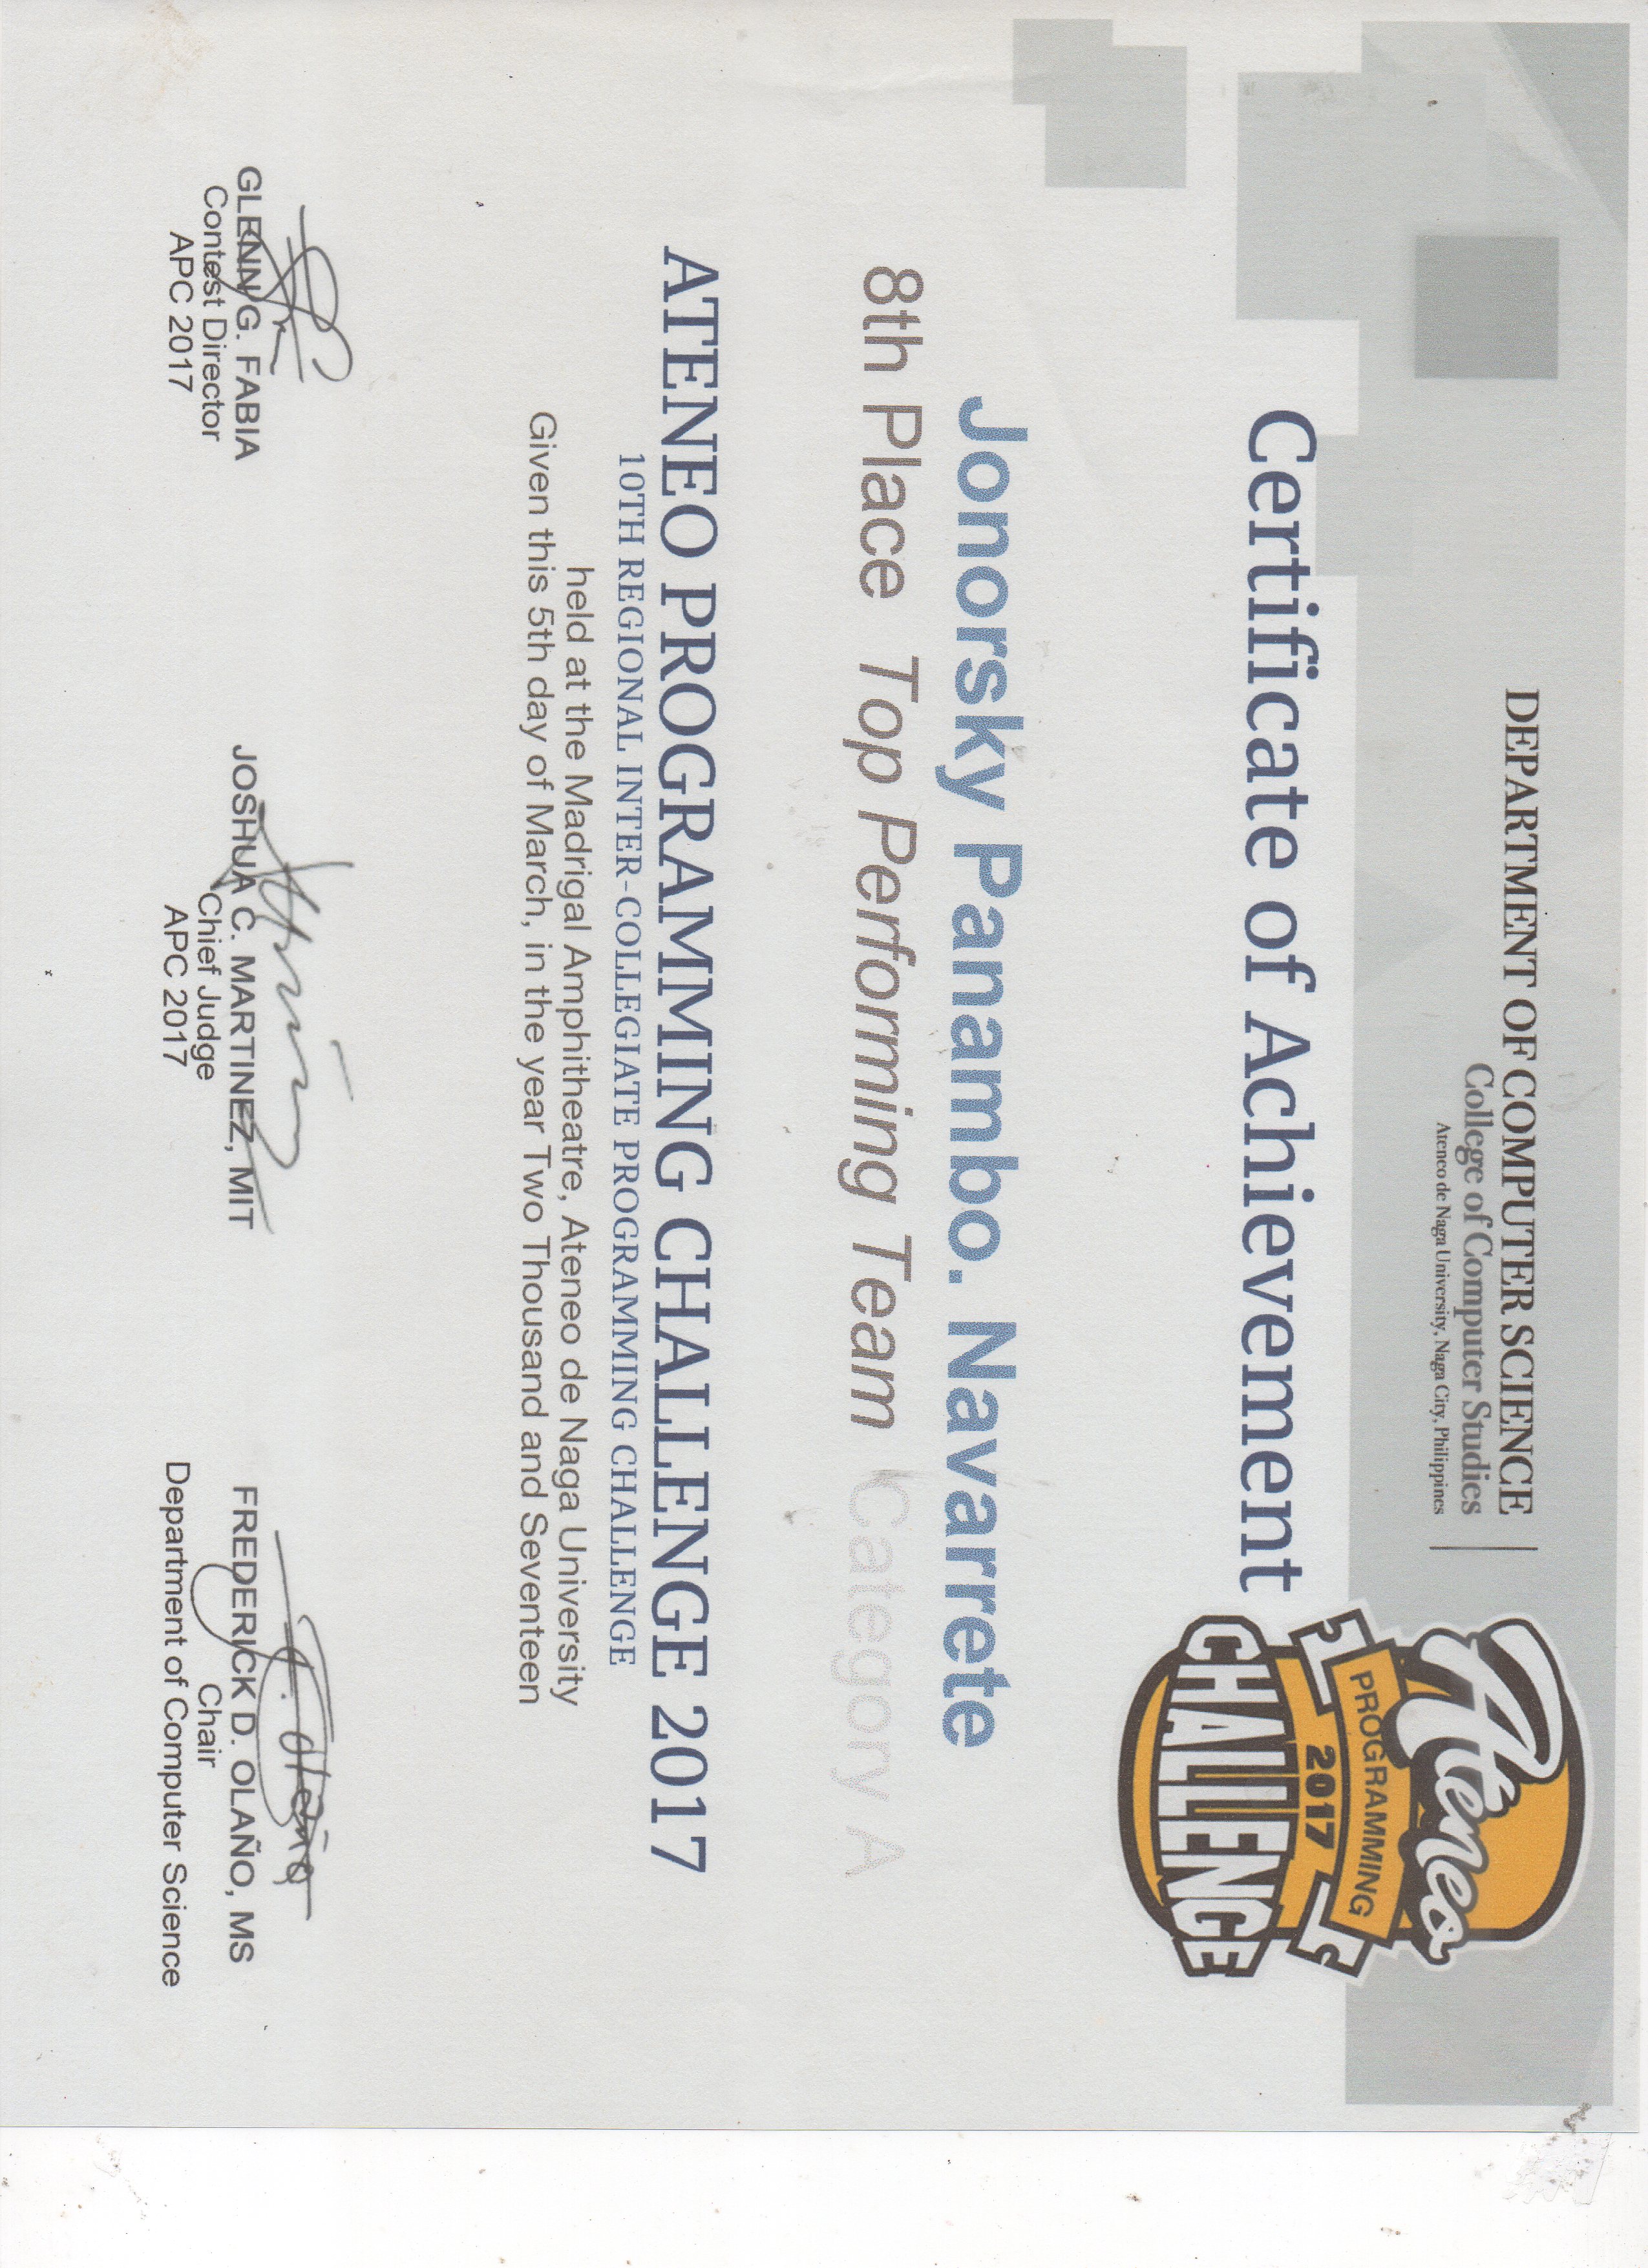 DEPARTMENT OF COMPUTER SCIENCE
College of Computer Studies
Ateneo de Naga University, Naga City, Philippines
Ateneo
PROGRAMMING
2017
CHALLENGE
Certificate of Achievement
Jonorsky Panambo. Navarrete
8th Place Top Performing Team Category A
ATENEO PROGRAMMING CHALLENGE 2017
10TH REGIONAL INTER-COLLEGIATE PROGRAMMING CHALLENGE
held at the Madrigal Amphitheatre, Ateneo de Naga University
Given this 5th day of March, in the year Two Thousand and Seventeen
F. Olaño
GLENN G. FABIA
Contest Director
APC 2017
JOSHUA C. MARTINEZ, MIT
Chief Judge
APC 2017
FREDERICK D. OLAÑO, MS
Chair
Department of Computer Science